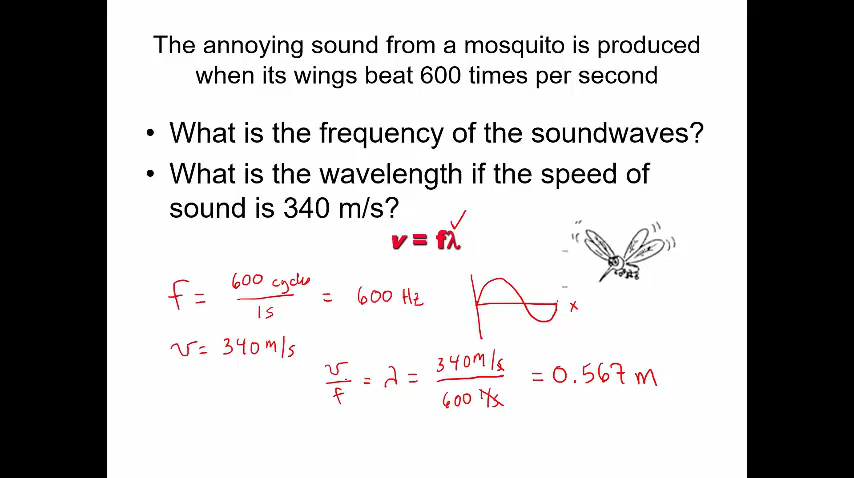 The annoying sound from a mosquito is produced
when its wings beat 600 times per second
• What is the frequency of the soundwaves?
• What is the wavelength if the speed of
sound is 340 m/s?
v = fλ ✓
f = 600 cycles / 1s = 600 Hz
x
v = 340 m/s
v/f = λ = 340 m/s / 600 1/s = 0.567 m